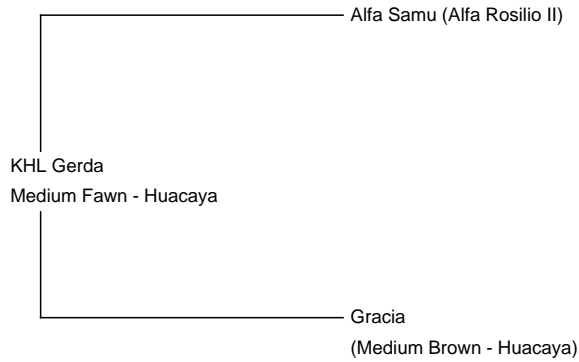 Alfa Samu (Alfa Rosilio II)
KHL Gerda
Medium Fawn - Huacaya
Gracia
(Medium Brown - Huacaya)